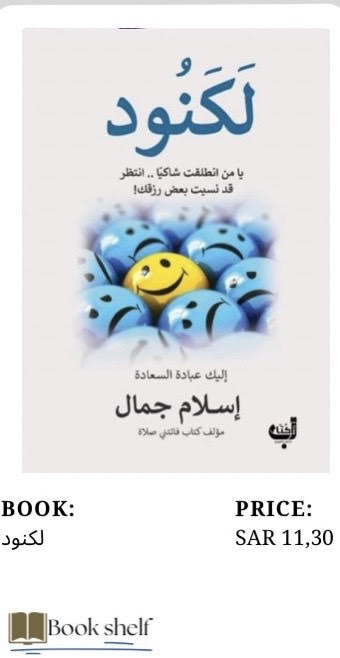 لَكَنُود
يا من انطلقت شاكيًا .. انتظر
قد نسيت بعض رزقك!
إليك عبادة السعادة
إسلام جمال
مؤلف كتاب فاتتني صلاة
BOOK:
PRICE:
لكنود
SAR 11,30
Book shelf